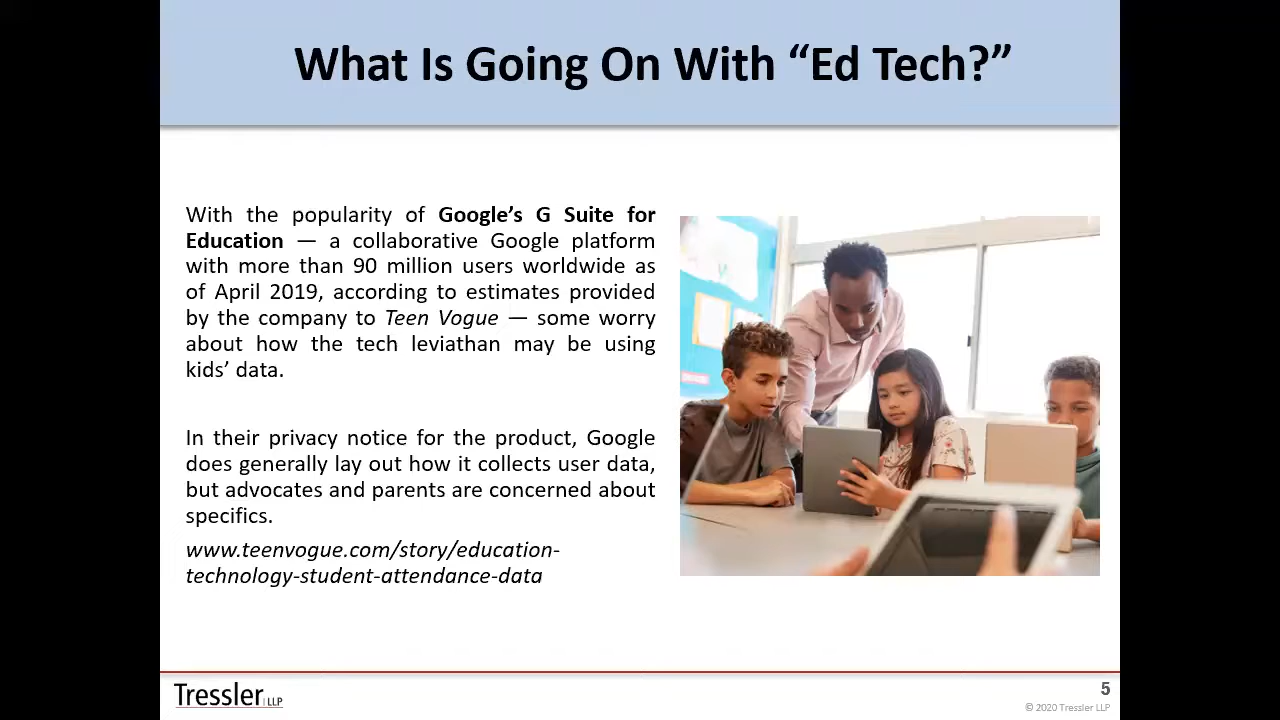 What Is Going On With “Ed Tech?”
With the popularity of Google’s G Suite for
Education — a collaborative Google platform
with more than 90 million users worldwide as
of April 2019, according to estimates provided
by the company to Teen Vogue — some worry
about how the tech leviathan may be using
kids’ data.
In their privacy notice for the product, Google
does generally lay out how it collects user data,
but advocates and parents are concerned about
specifics.
www.teenvogue.com/story/education-
technology-student-attendance-data
Tressler LLP
5
© 2020 Tressler LLP